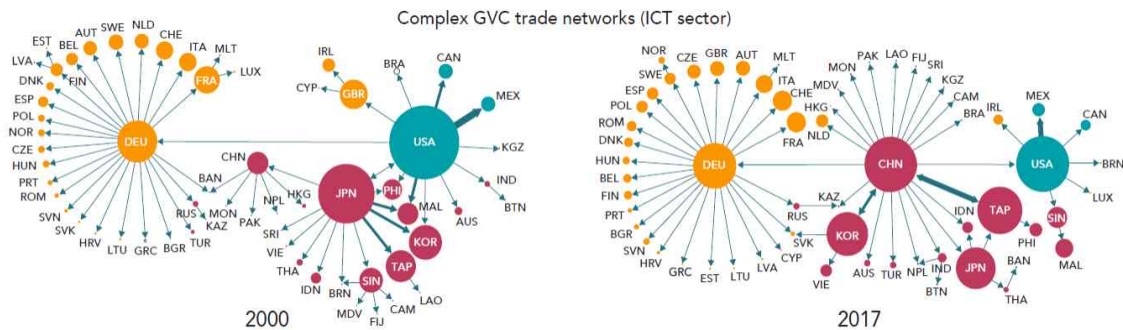 Complex GVC trade networks (ICT sector)
EST
BEL
AUT
SWE
NLD
CHE
ITA
MLT
LVA
FIN
FRA
LUX
DNK
ESP
POL
NOR
CZE
HUN
PRT
ROM
SVN
SVK
HRV
LTU
GRC
BGR
TUR
KAZ
RUS
BAN
DEU
IRL
CYP
GBR
BRA
CAN
MEX
USA
KGZ
IND
BTN
AUS
CHN
MON
PAK
NPL
HKG
JPN
PHI
MAL
KOR
TAP
LAO
SRI
VIE
THA
IDN
BRN
SIN
MDV
FIJ
CAM
2000
NOR
SWE
CZE
GBR
AUT
MLT
ITA
CHE
FRA
NLD
ESP
POL
ROM
DNK
HUN
BEL
FIN
PRT
BGR
SVN
HRV
GRC
EST
LTU
LVA
CYP
SVK
RUS
KAZ
DEU
HKG
MDV
MON
PAK
LAO
FIJ
SRI
KGZ
CAM
BRA
CHN
IRL
MEX
CAN
USA
BRN
LUX
SIN
MAL
KOR
VIE
AUS
TUR
NPL
IND
BTN
IDN
TAP
PHI
JPN
BAN
THA
2017